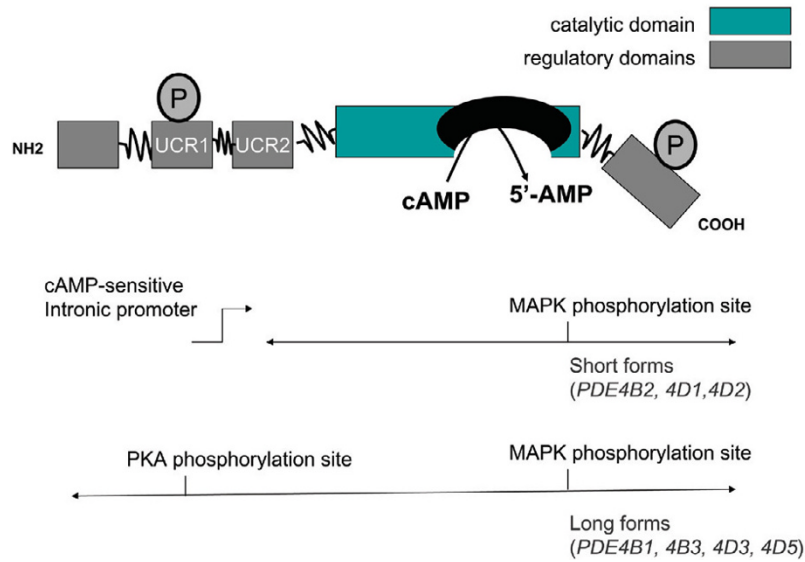 catalytic domain
regulatory domains
P
NH2
UCR1
UCR2
P
cAMP
5’-AMP
COOH
cAMP-sensitive
Intronic promoter
MAPK phosphorylation site
Short forms
(PDE4B2, 4D1,4D2)
PKA phosphorylation site
MAPK phosphorylation site
Long forms
(PDE4B1, 4B3, 4D3, 4D5)